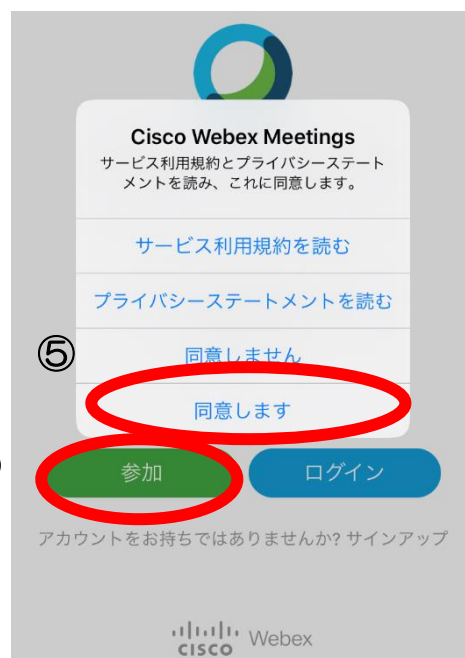 Cisco Webex Meetings
サービス利用規約とプライバシーステート
メントを読み、これに同意します。
サービス利用規約を読む
プライバシーステートメントを読む
⑤
同意しません
同意します
参加
ログイン
アカウントをお持ちではありませんか? サインアップ
CISCO Webex